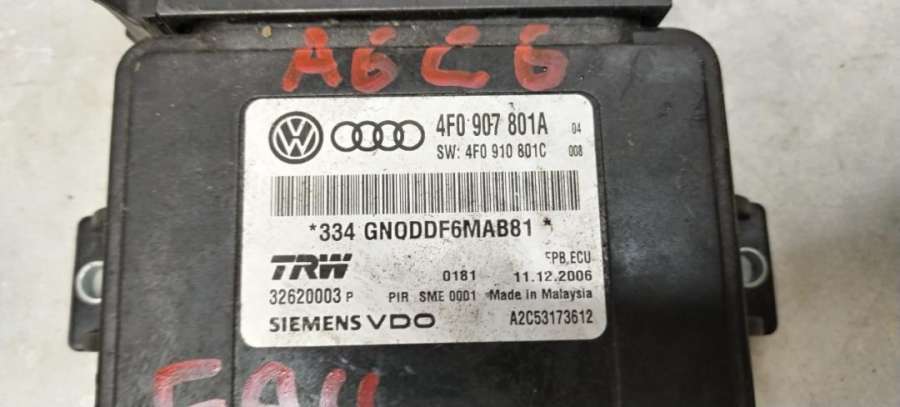 A6C6
4F0 907 801A 04
SW: 4F0 910 801C 008
*334 GNQDDF6MAB81 *
EPB ECU
TRW 0181 11.12.2006
32620003 P PIR SME 0001 Made in Malaysia
SIEMENS VDO A2C53173612